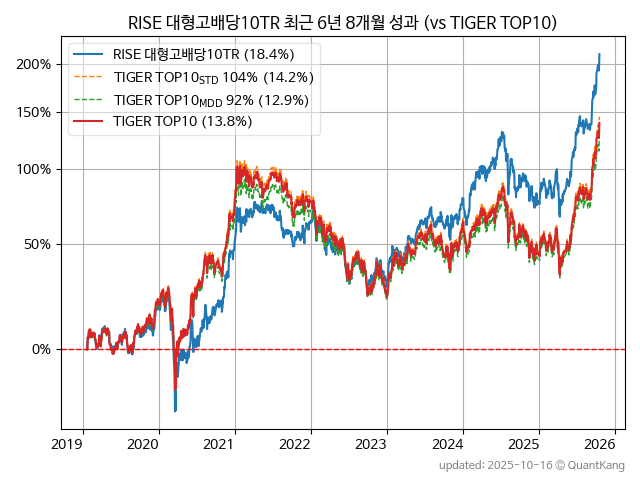 RISE 대형고배당10TR 최근 6년 8개월 성과 (vs TIGER TOP10)
RISE 대형고배당10TR (18.4%)
TIGER TOP10STD 104% (14.2%)
TIGER TOP10MDD 92% (12.9%)
TIGER TOP10 (13.8%)
200%
150%
100%
50%
0%
2019 2020 2021 2022 2023 2024 2025 2026
updated: 2025-10-16 © QuantKang